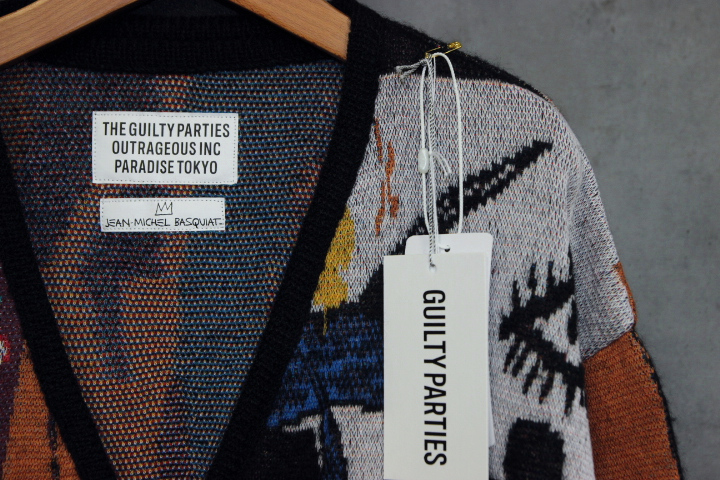 THE GUILTY PARTIES
OUTRAGEOUS INC
PARADISE TOKYO
JEAN-MICHEL BASQUIAT
GUILTY PARTIES